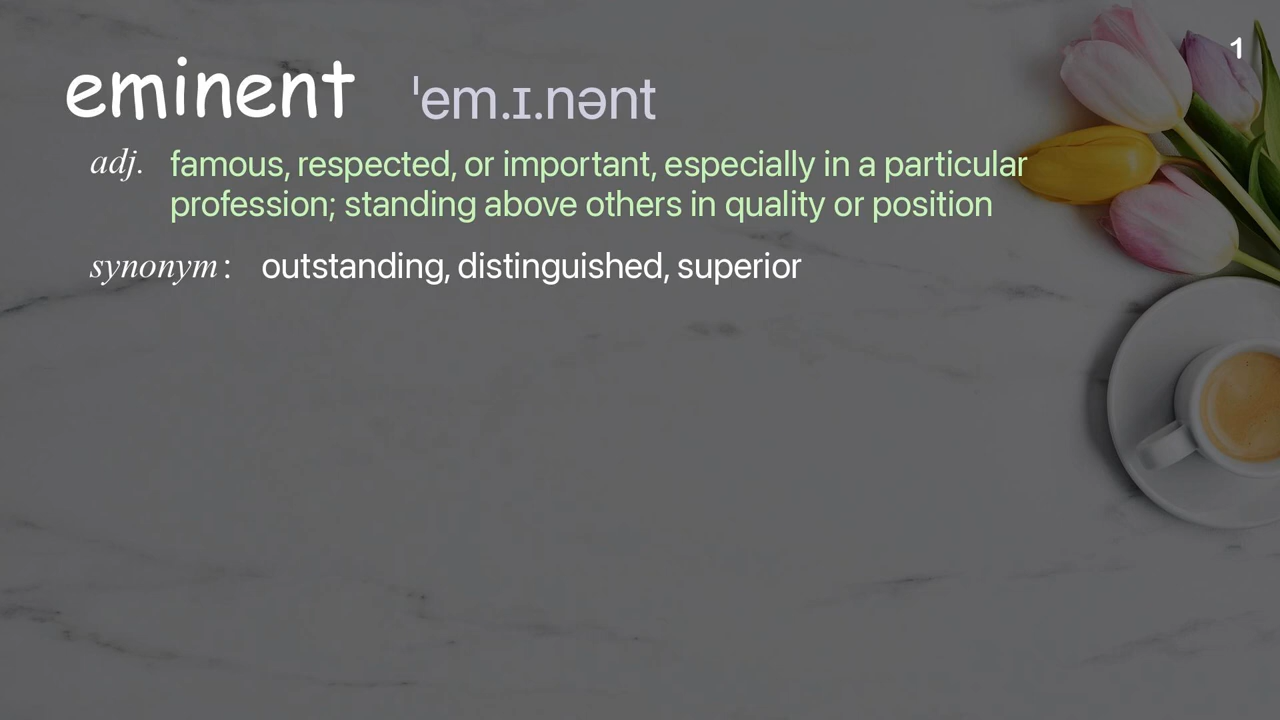 1
eminent ˈem.ɪ.nənt
adj. famous, respected, or important, especially in a particular
profession; standing above others in quality or position
synonym : outstanding, distinguished, superior